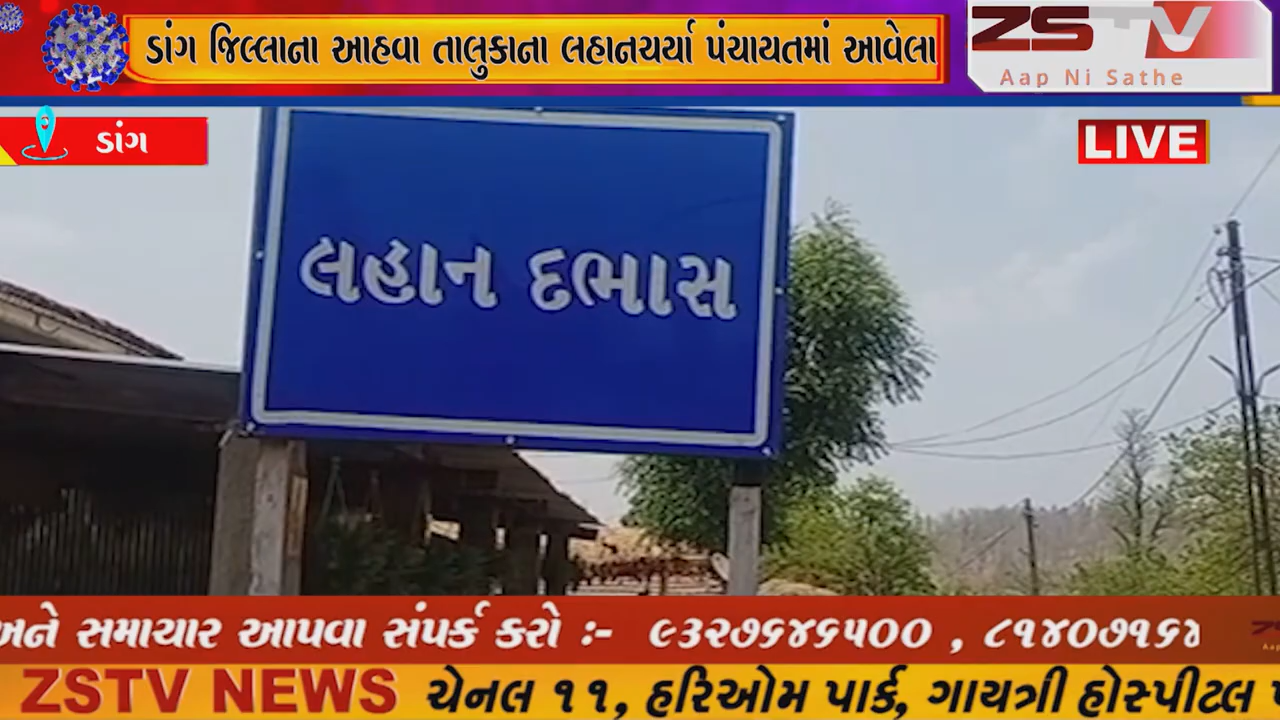 ડાંગ જિલ્લાના આહવા તાલુકાના લહાનચર્યા પંચાયતમાં આવેલા
ZSTV
Aap Ni Sathe
ડાંગ
LIVE
લહાન દભાસ
અને સમાચાર આપવા સંપર્ક કરો :- ૯૩૨૭૬૪૬૫૦૦ , ૮૧૪૦૭૧૬૪
ZSTV NEWS ચેનલ ૧૧, હરિઓમ પાર્ક, ગાયત્રી હોસ્પીટલ